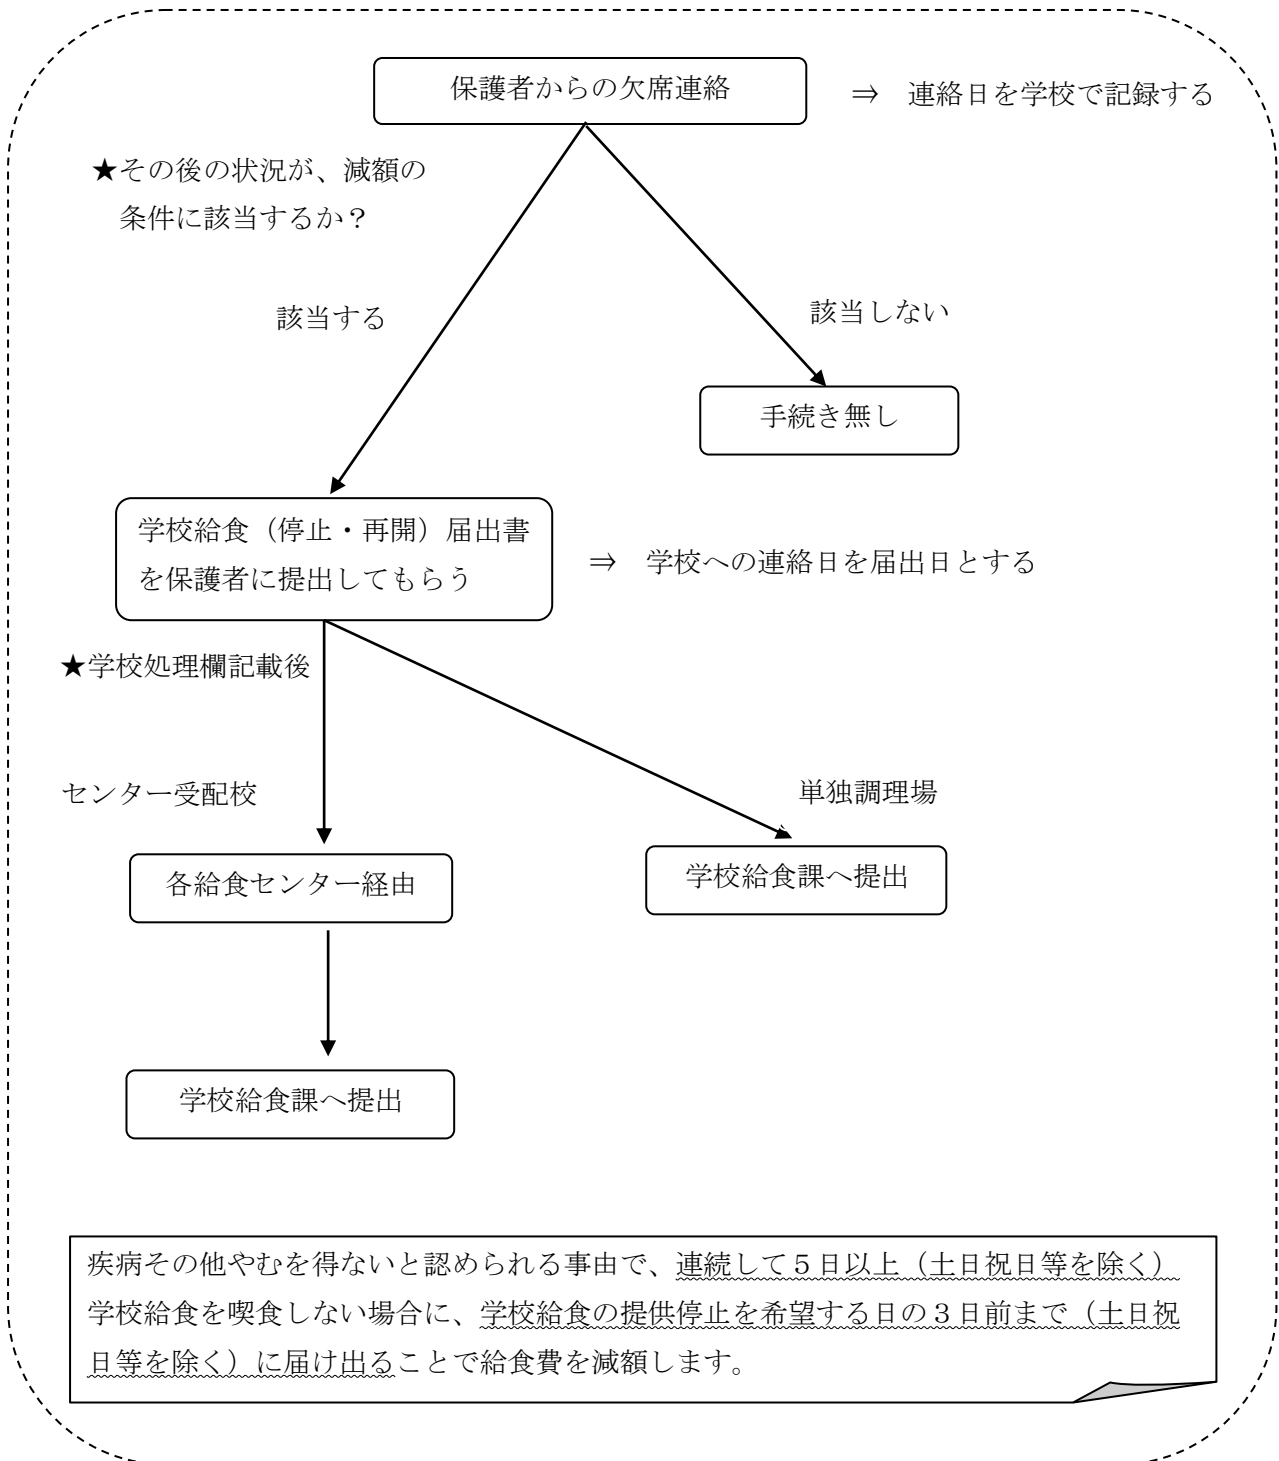 保護者からの欠席連絡
⇒　連絡日を学校で記録する
★その後の状況が、減額の
条件に該当するか？
該当する
該当しない
手続き無し
学校給食（停止・再開）届出書
を保護者に提出してもらう
⇒　学校への連絡日を届出日とする
★学校処理欄記載後
センター受配校
単独調理場
各給食センター経由
学校給食課へ提出
学校給食課へ提出
疾病その他やむを得ないと認められる事由で、連続して５日以上（土日祝日等を除く）
学校給食を喫食しない場合に、学校給食の提供停止を希望する日の３日前まで（土日祝
日等を除く）に届け出ることで給食費を減額します。